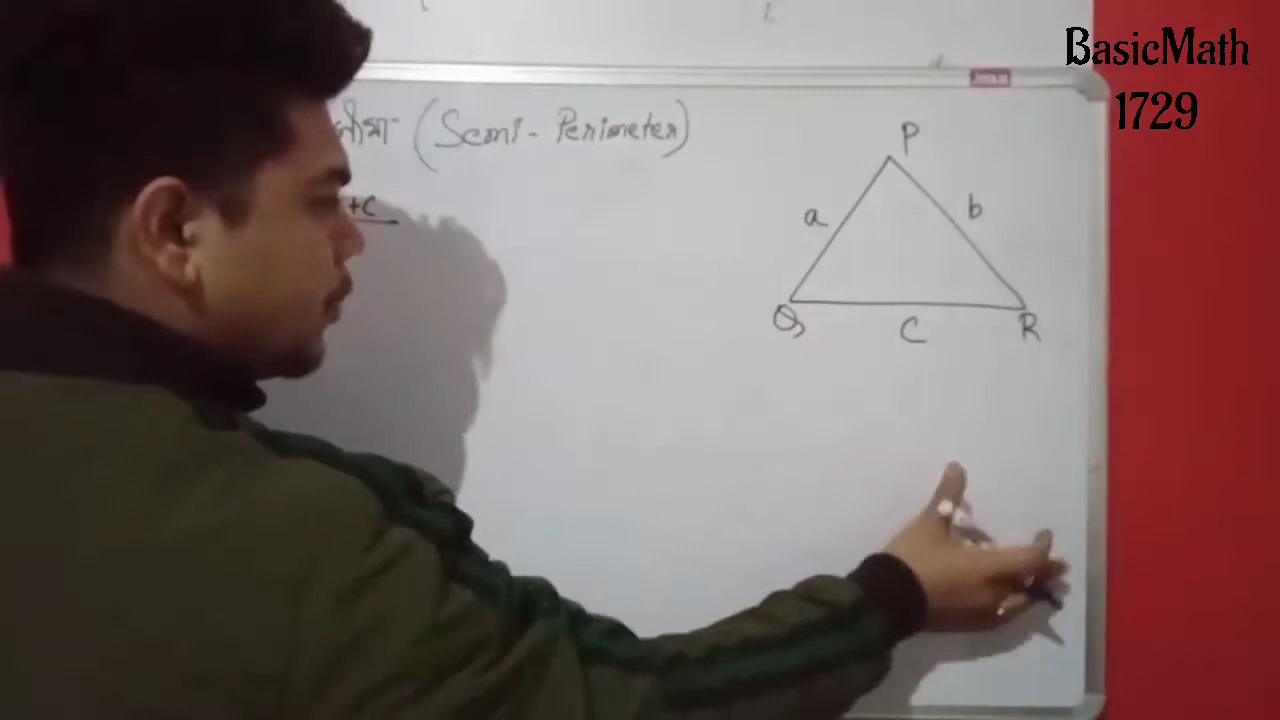 BasicMath
1729
(Semi-Perimeter)
+c
P
a
b
Q
C
R